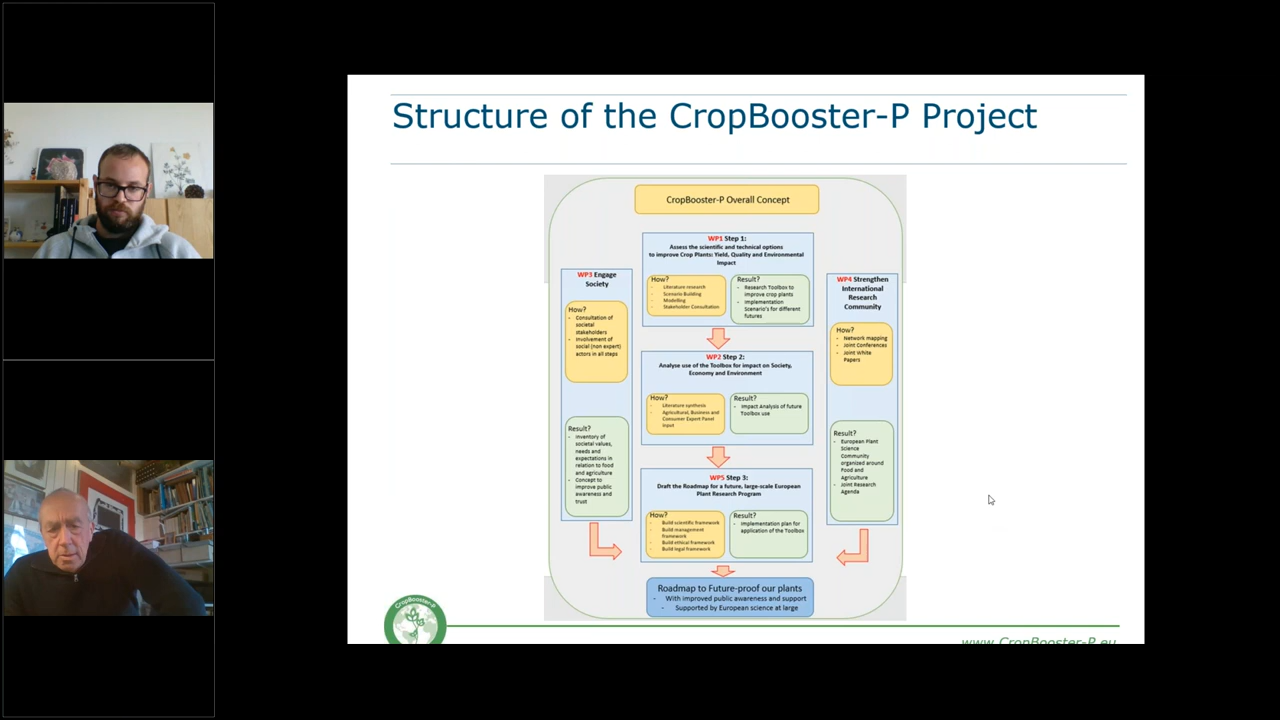 Structure of the CropBooster-P Project
CropBooster-P Overall Concept
WP1 Step 1:
Assess the scientific and technical options
to improve Crop Plants: Yield, Quality and Environmental
Impact
How?
- Literature research
- Scenario Building
- Modelling
- Stakeholder Consultation
Result?
- Research Toolbox to
improve crop plants
- Implementation
Scenario's for different
futures
WP3 Engage
Society
How?
- Consultation of
societal
stakeholders
- Involvement of
social (non expert)
actors in all steps
Result?
- Inventory of
societal values,
needs and
expectations in
relation to food
and agriculture
- Concept to
improve public
awareness and
trust
WP2 Step 2:
Analyse use of the Toolbox for impact on Society,
Economy and Environment
How?
- Literature synthesis
- Agricultural, Business and
Consumer Expert Panel
input
Result?
- Impact Analysis of future
Toolbox use
WP4 Strengthen
International
Research
Community
How?
- Network mapping
- Joint Conferences
- Joint White
Papers
Result?
- European Plant
Science
Community
organized around
Food and
Agriculture
- Joint Research
Agenda
WP5 Step 3:
Draft the Roadmap for a future, large-scale European
Plant Research Program
How?
- Build scientific framework
- Build management
framework
- Build ethical framework
- Build legal framework
Result?
- Implementation plan for
application of the Toolbox
Roadmap to Future-proof our plants
- With improved public awareness and support
- Supported by European science at large
CropBooster-P
www.CropBooster-P.eu